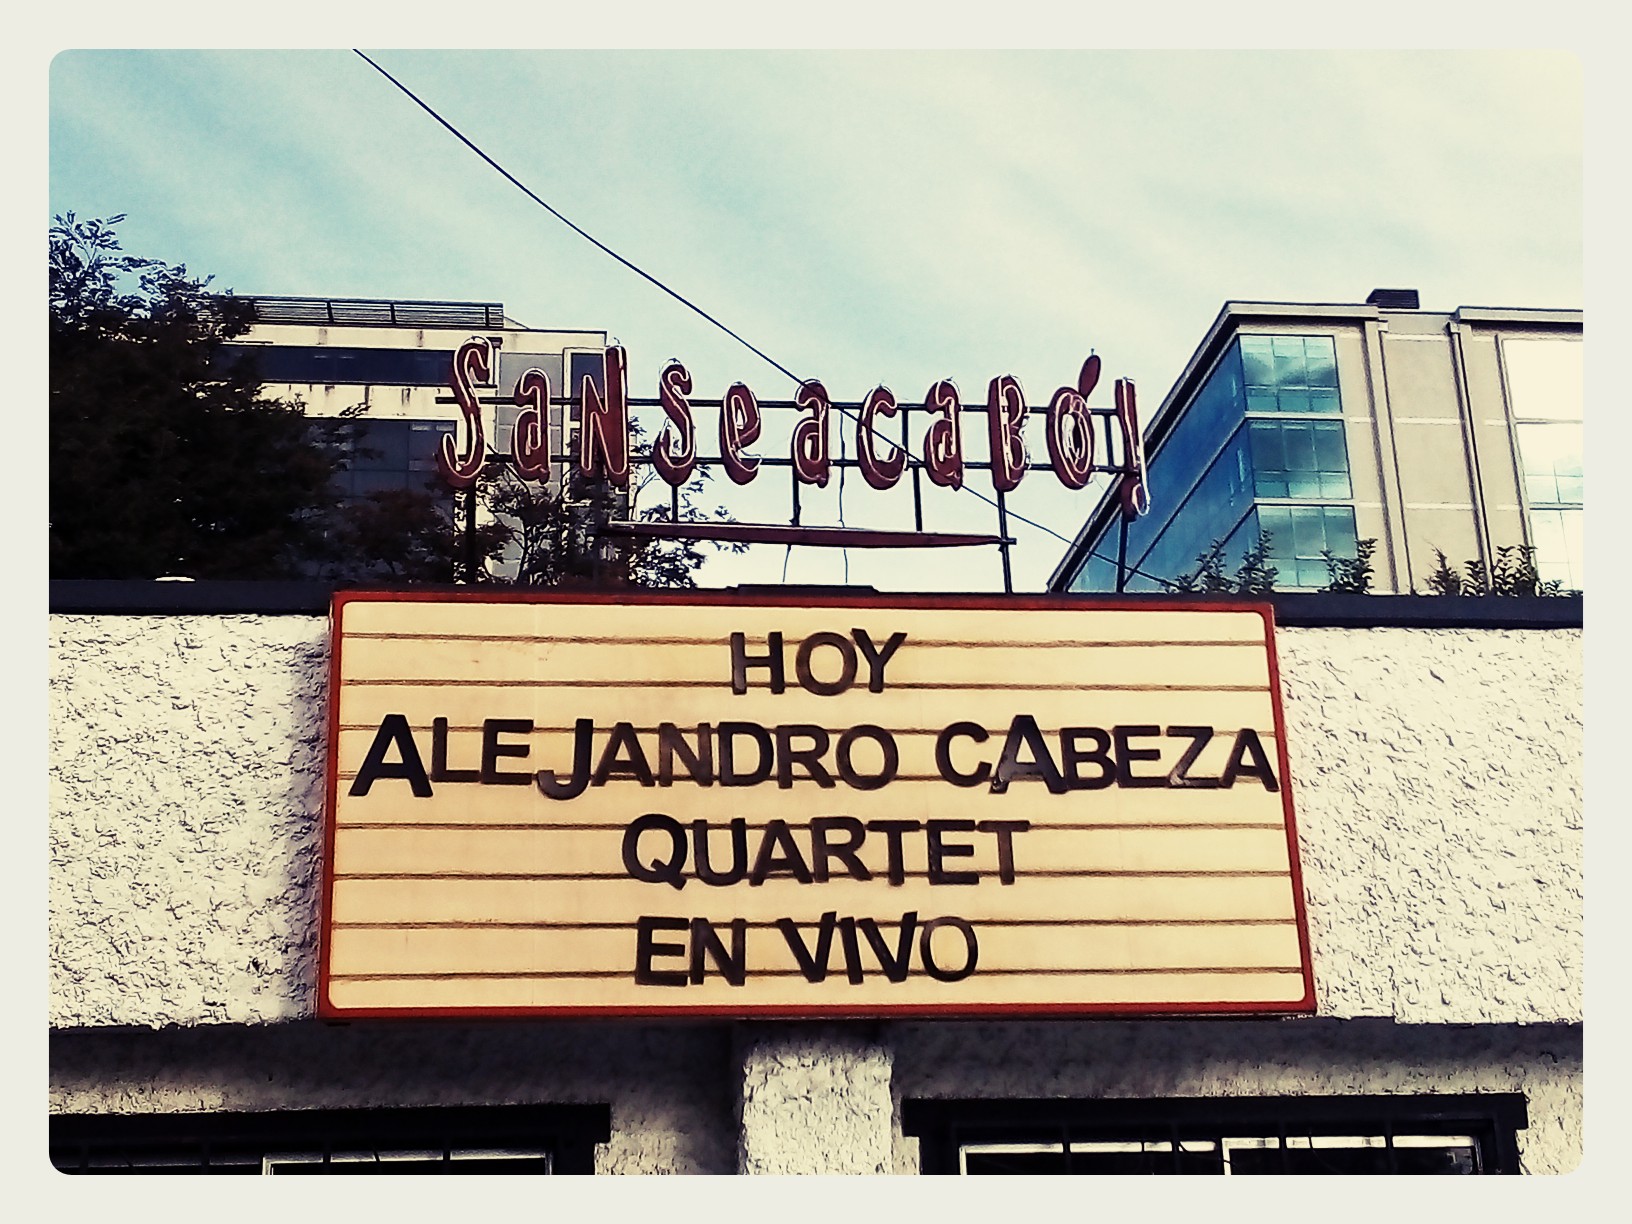 SaNseacaBó!
HOY
ALEJANDRO CABEZA
QUARTET
EN VIVO